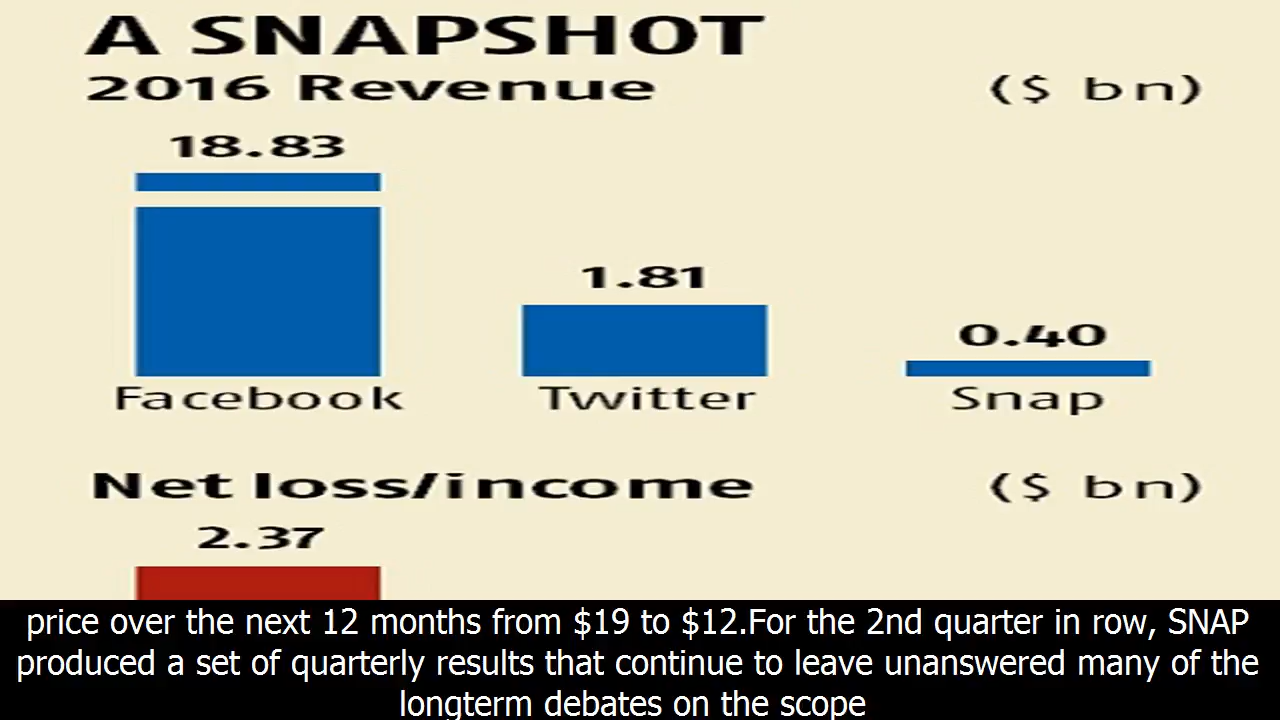 A SNAPSHOT
2016 Revenue ($ bn)
18.83
1.81
0.40
Facebook Twitter Snap
Net loss/income ($ bn)
2.37
price over the next 12 months from $19 to $12.For the 2nd quarter in row, SNAP
produced a set of quarterly results that continue to leave unanswered many of the
longterm debates on the scope